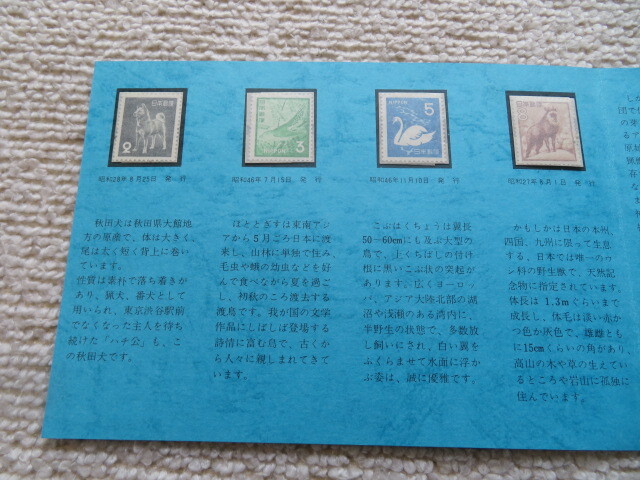 日本郵便
2
昭和28年8月25日 発行
秋田犬は秋田県大館地
方の原産で、体は大きく、
尾は太く短く背上に巻い
ています。
性質は素朴で落ち着きが
あり、猟犬、番犬として
用いられ、東京渋谷駅前
でなくなった主人を待ち
続けた「ハチ公」も、こ
の秋田犬です。
3
昭和46年7月15日 発行
ほととぎすは東南アジ
アから5月ごろ日本に渡
来し、山林に単独で住み、
毛虫や蛾の幼虫などを好
んで食べながら夏を過ご
し、初秋のころ渡去する
渡鳥です。我が国の文学
作品にしばしば登場する
詩情に富む鳥で、古くか
ら人々に親しまれてきて
います。
NIPPON
5
日本郵便
昭和46年11月10日 発行
こぶはくちょうは翼長
50~60㎝にも及ぶ大型の
鳥で、上くちばしの付け
根に黒いこぶ状の突起が
あります。広くヨーロッ
パ、アジア大陸北部の湖
沼や浅瀬のある湾内に、
半野生の状態で、多数放
し飼いにされ、白い翼を
ふくらませて水面に浮か
ぶ姿は、誠に優雅です。
日本郵便
昭和27年8月1日 発行
かもしかは日本の本州、
四国、九州に限って生息
する、日本では唯一のウ
シ科の野生獣で、天然記
念物に指定されています。
体長は1.3mぐらいまで
成長し、体毛は淡い赤か
っ色か灰色で、雄雌とも
に15㎝くらいの角があり、
高山の木や草の生えてい
るところや岩山に孤独に
住んでいます。